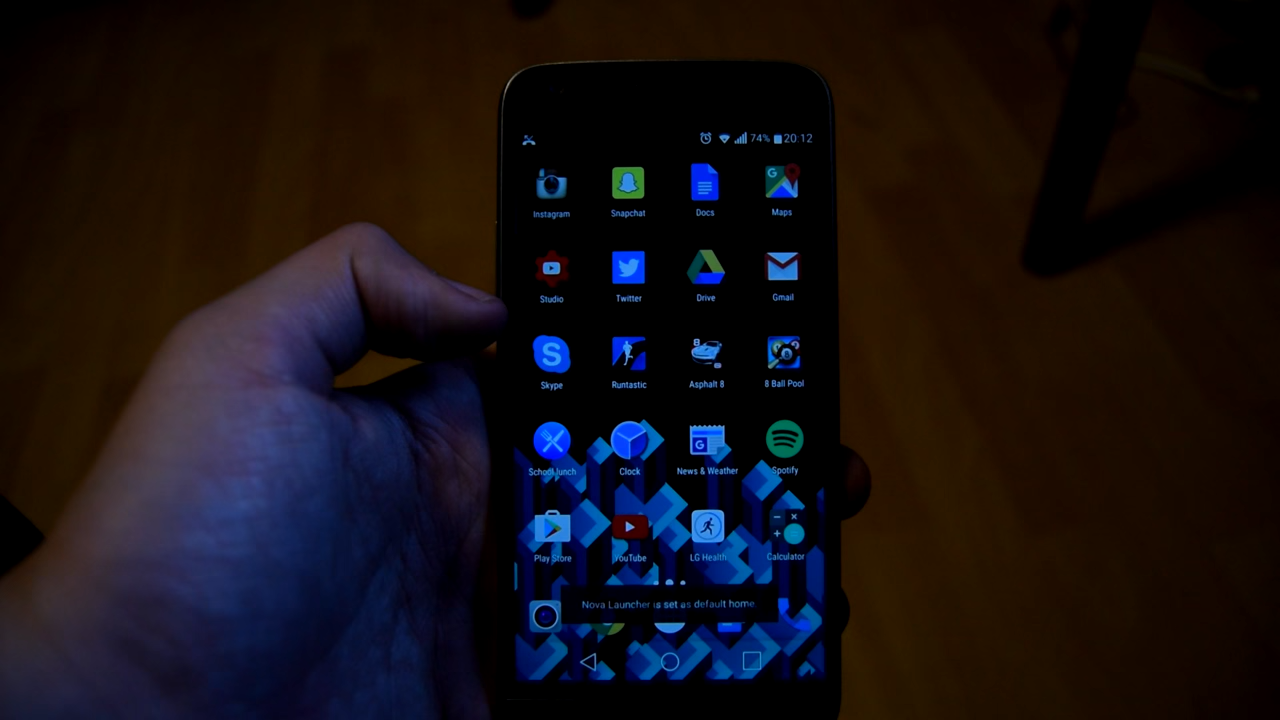 74% 20:12
Instagram Snapchat Docs Maps
Studio Twitter Drive Gmail
Skype Runtastic Asphalt 8 8 Ball Pool
School lunch Clock News & Weather Spotify
Play Store YouTube LG Health Calculator
Nova Launcher is set as default home.